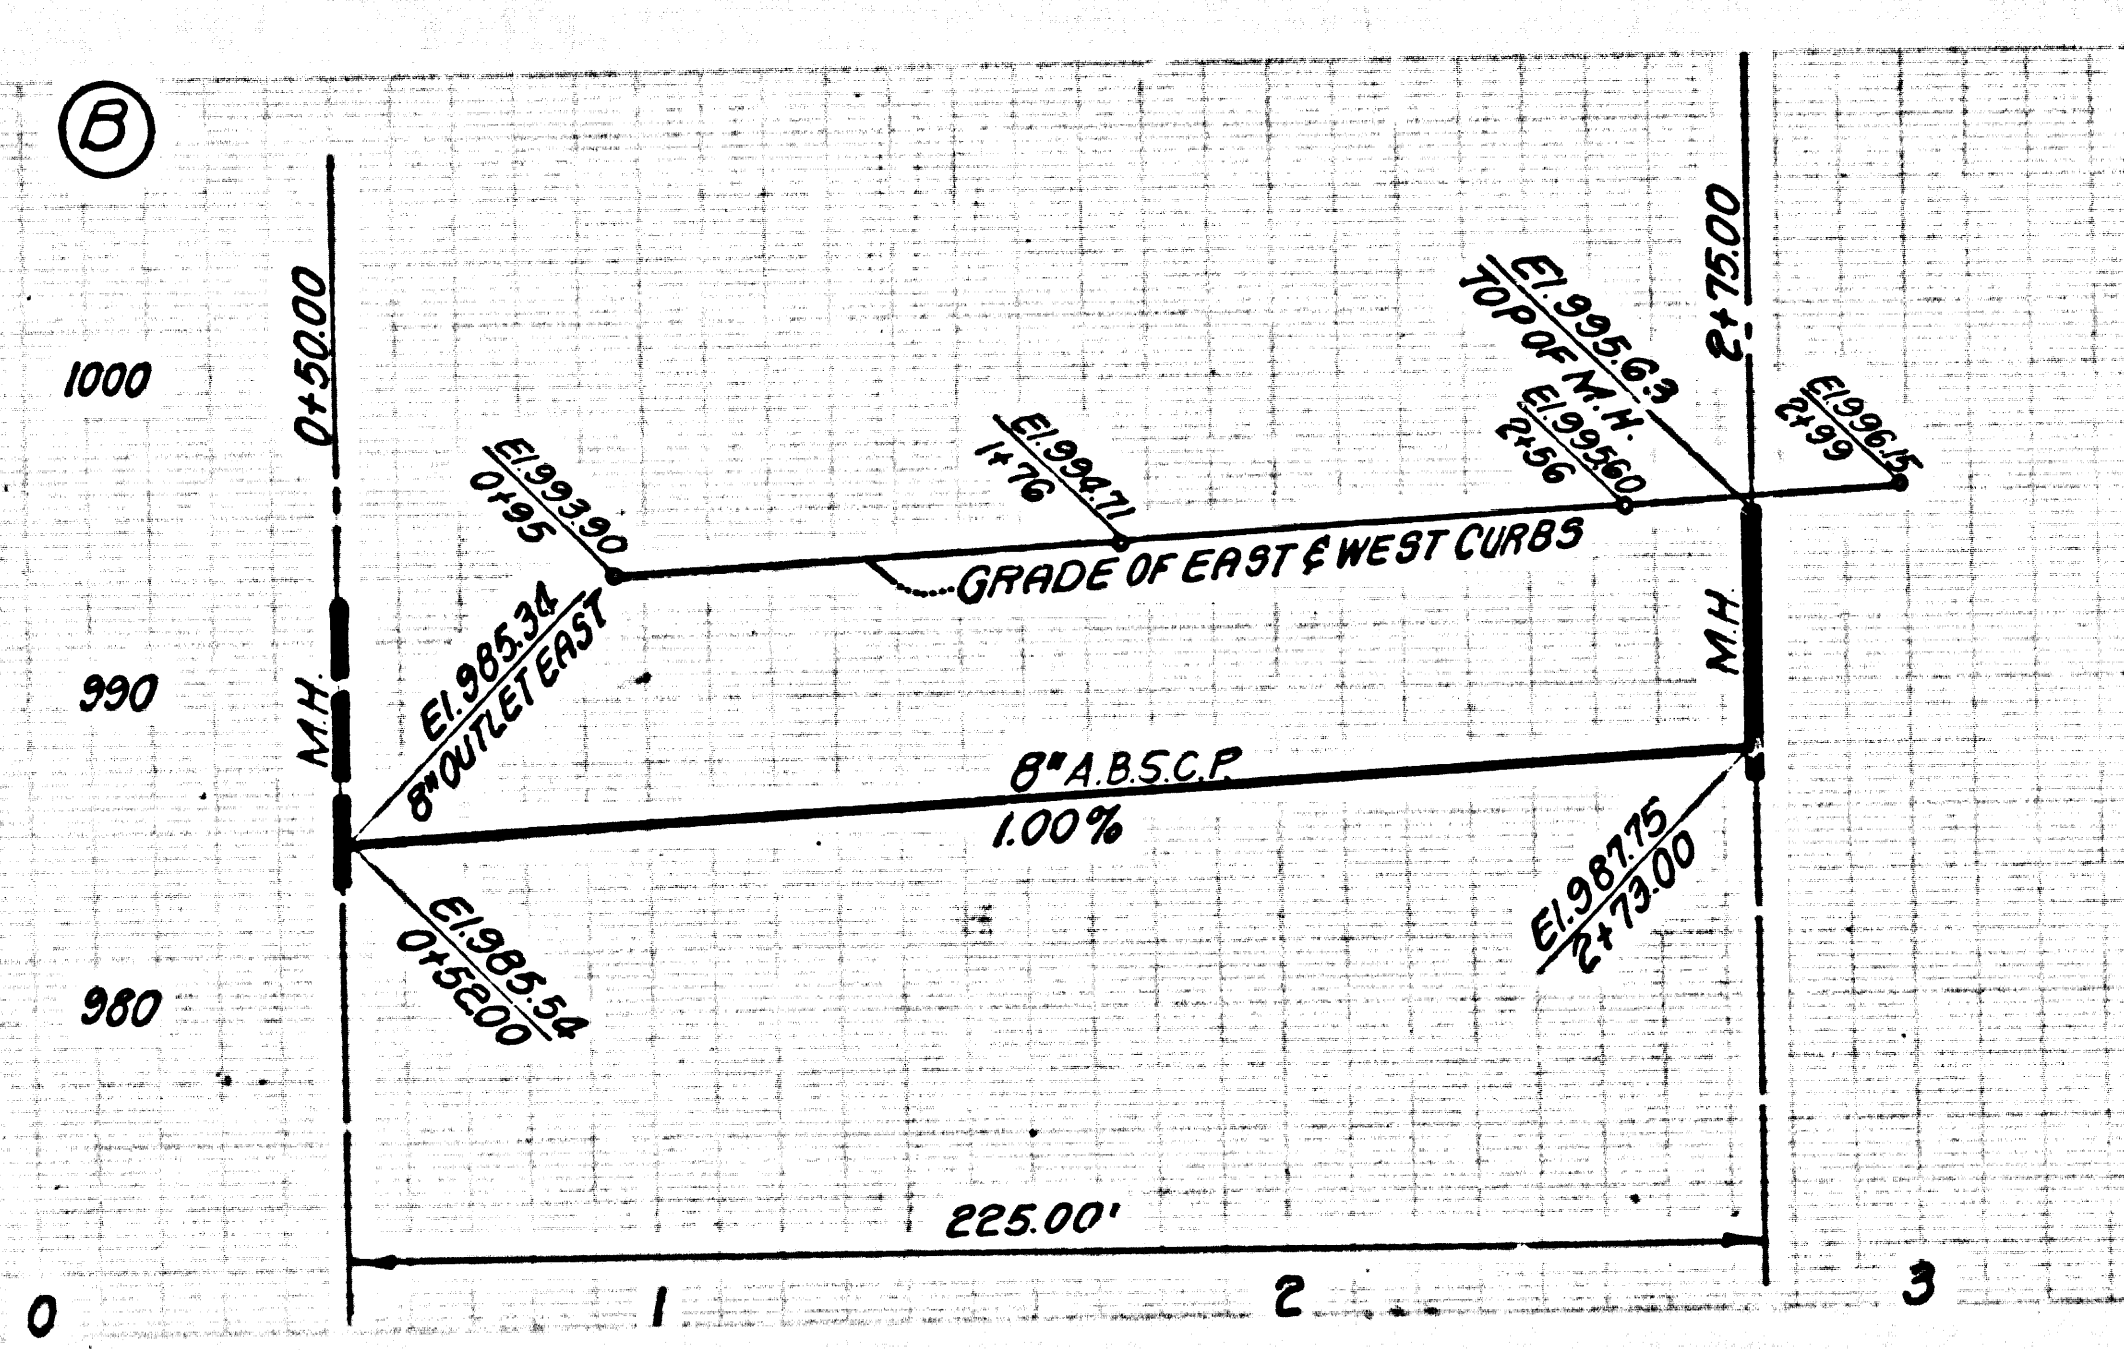 B
0+50.00
2+75.00
1000
990
980
El.993.90
0+95
El.994.71
1+76
El.995.63
TOP OF M.H.
El.995.60
2+56
El.996.15
2+99
GRADE OF EAST & WEST CURBS
El.985.34
8" OUTLET EAST
M.H.
M.H.
8" A.B.S.C.P.
1.00%
El.985.54
0+52.00
El.987.75
2+73.00
225.00'
0
1
2
3